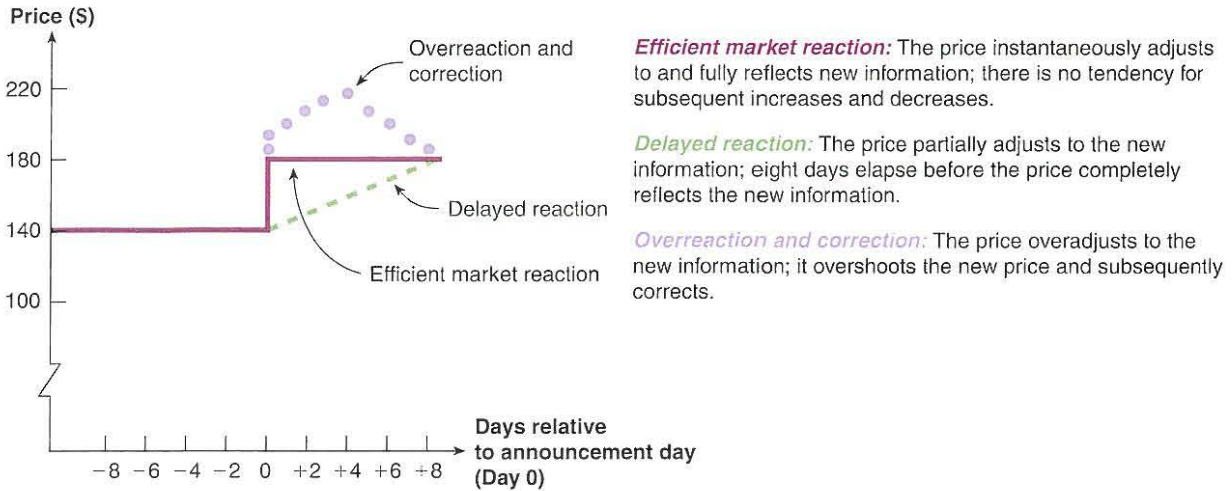 Price ($)
220
180
140
100
Overreaction and
correction
Delayed reaction
Efficient market reaction
−8 −6 −4 −2 0 +2 +4 +6 +8
Days relative
to announcement day
(Day 0)
Efficient market reaction: The price instantaneously adjusts
to and fully reflects new information; there is no tendency for
subsequent increases and decreases.
Delayed reaction: The price partially adjusts to the new
information; eight days elapse before the price completely
reflects the new information.
Overreaction and correction: The price overadjusts to the
new information; it overshoots the new price and subsequently
corrects.